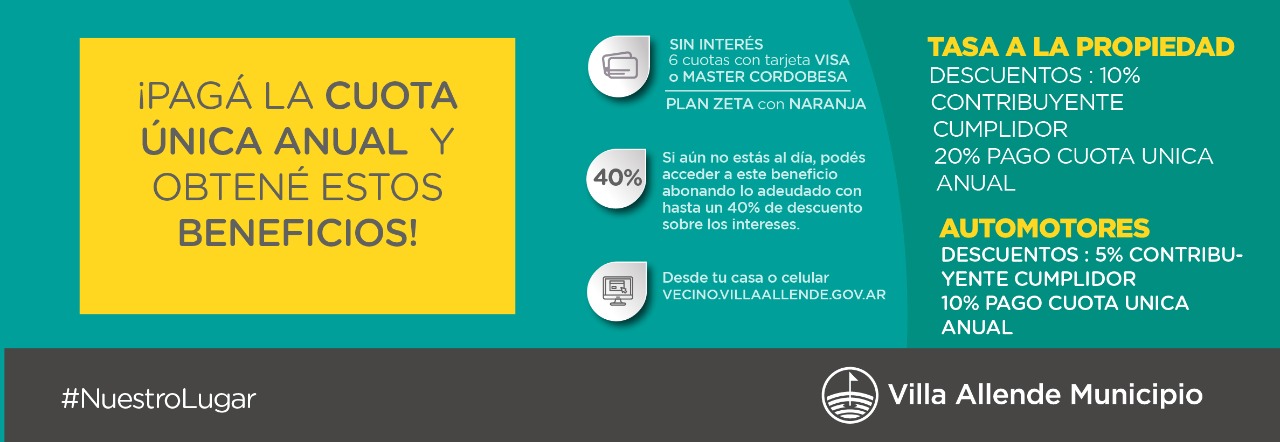 ¡PAGÁ LA CUOTA
ÚNICA ANUAL Y
OBTENÉ ESTOS
BENEFICIOS!
SIN INTERÉS
6 cuotas con tarjeta VISA
o MASTER CORDOBESA
PLAN ZETA con NARANJA
40%
Si aún no estás al día, podés
acceder a este beneficio
abonando lo adeudado con
hasta un 40% de descuento
sobre los intereses.
Desde tu casa o celular
VECINO.VILLAALLENDE.GOV.AR
TASA A LA PROPIEDAD
DESCUENTOS : 10%
CONTRIBUYENTE
CUMPLIDOR
20% PAGO CUOTA UNICA
ANUAL
AUTOMOTORES
DESCUENTOS : 5% CONTRIBU-
YENTE CUMPLIDOR
10% PAGO CUOTA UNICA
ANUAL
#NuestroLugar
Villa Allende Municipio